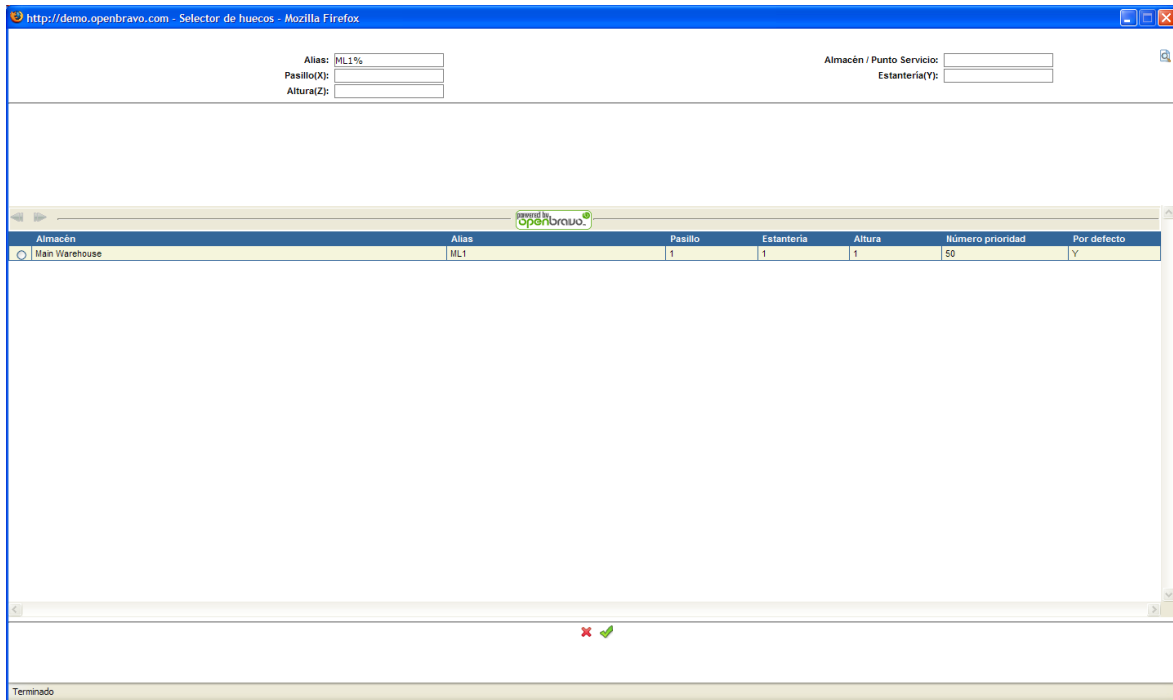 http://demo.openbravo.com - Selector de huecos - Mozilla Firefox
Alias: ML1% Almacén / Punto Servicio:
Pasillo(X): Estantería(Y):
Altura(Z):
powered by
openbravo
Almacén Alias Pasillo Estantería Altura Número prioridad Por defecto
Main Warehouse ML1 1 1 1 50 Y
Terminado